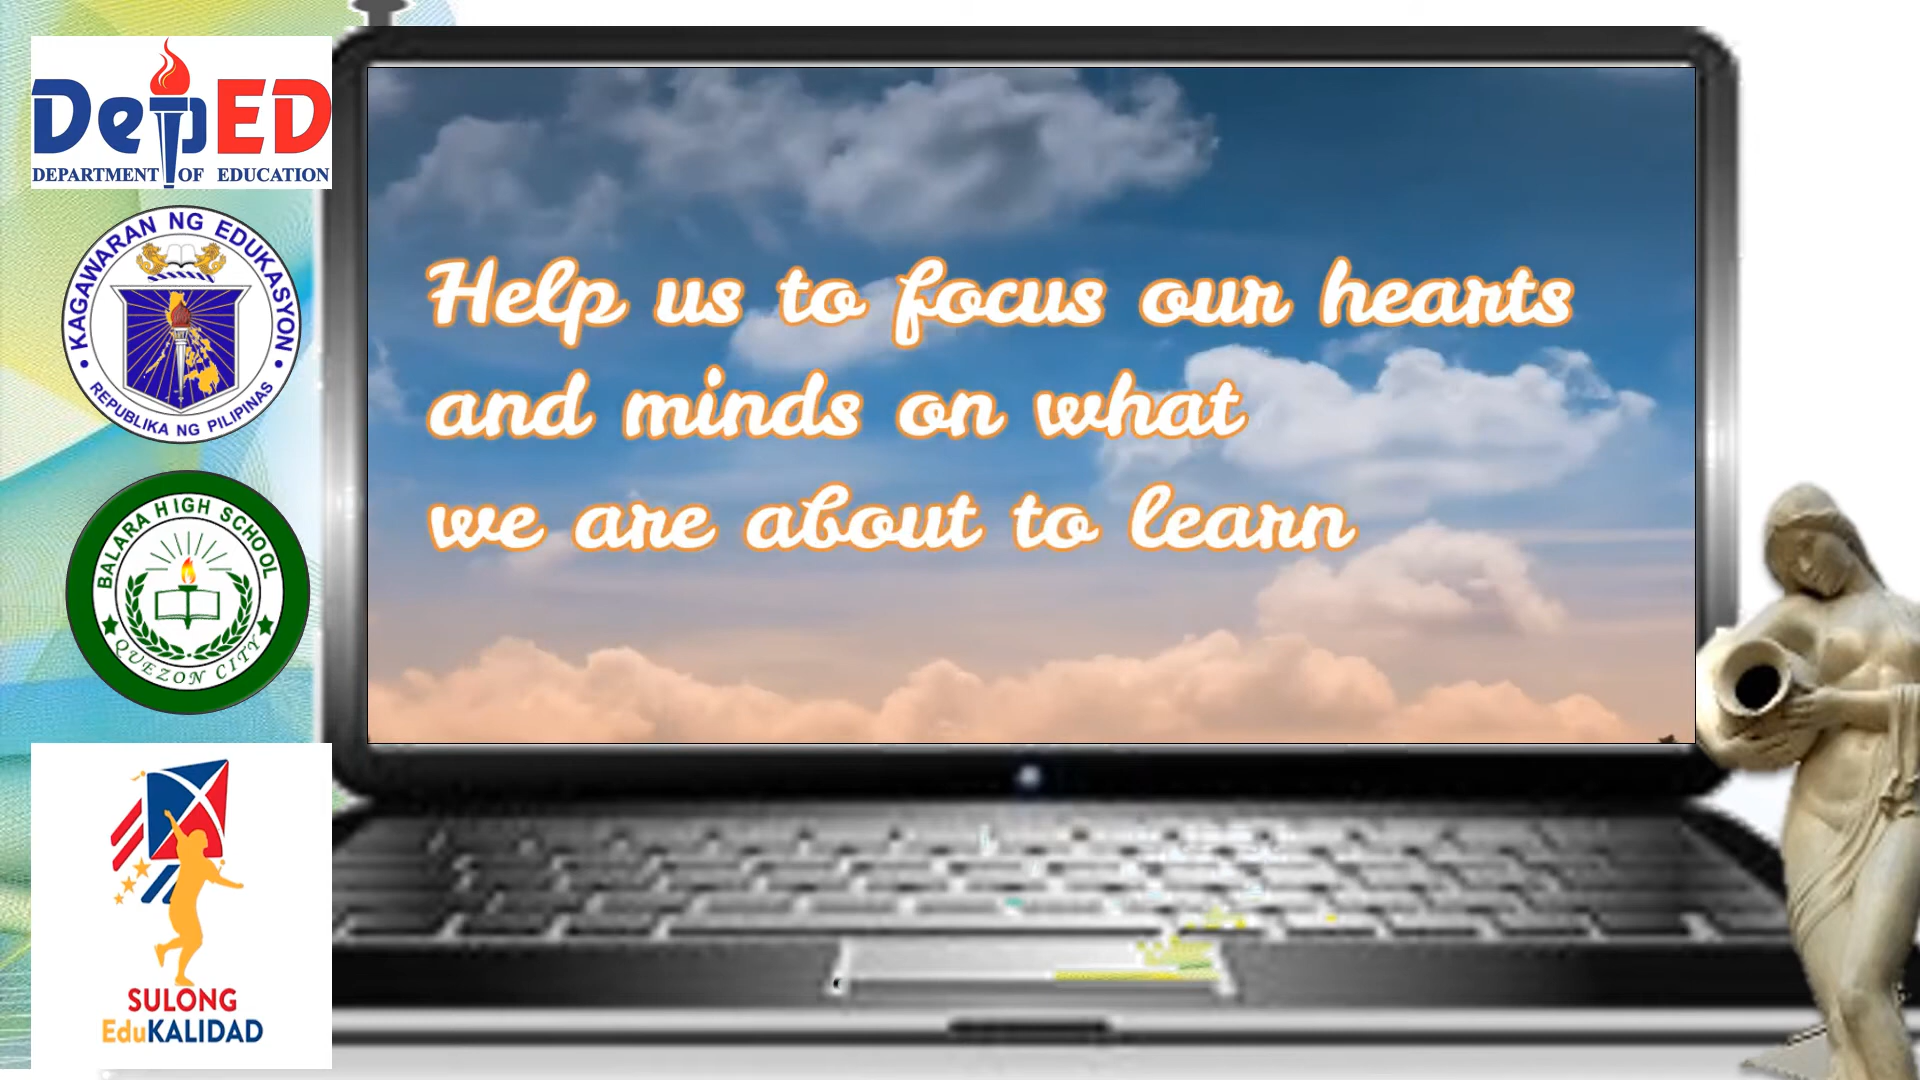 DepED
DEPARTMENT OF EDUCATION
KAGAWARAN NG EDUKASYON
REPUBLIKA NG PILIPINAS
BALARA HIGH SCHOOL
QUEZON CITY
SULONG
EduKALIDAD
Help us to focus our hearts
and minds on what
we are about to learn